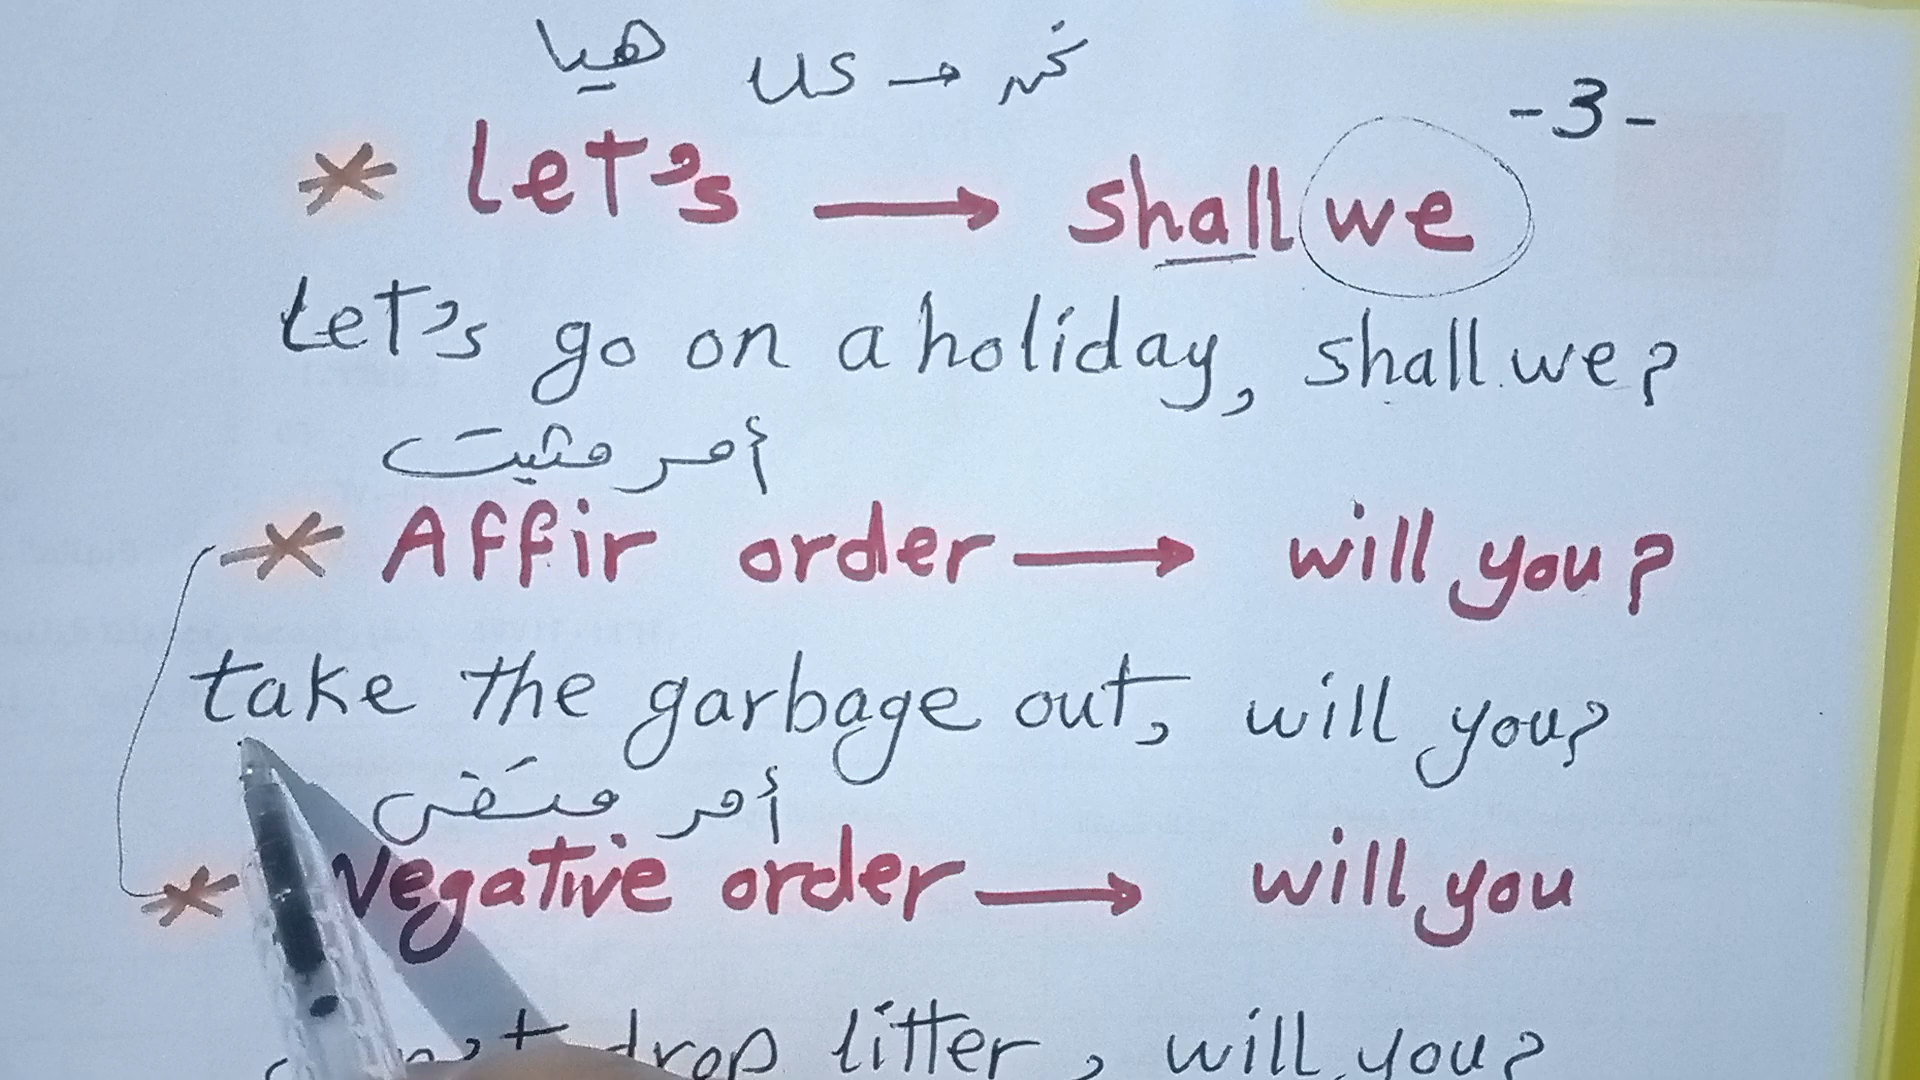 هيا us → نحن
-3-
* Let's → shall we
Let's go on a holiday, shall we?
أمر مثبت
* Affir order → will you?
take the garbage out, will you?
أمر منفى
* Negative order → will you
drop litter, will you?